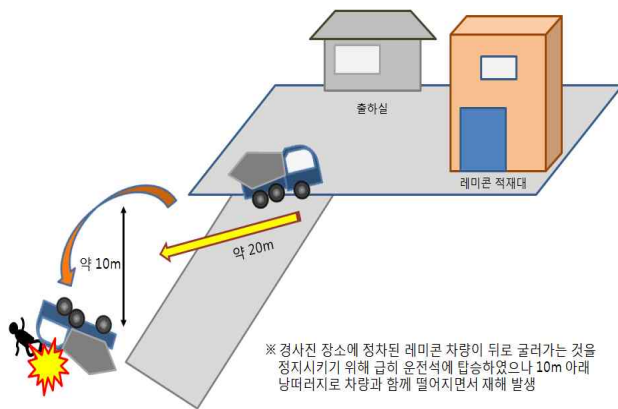 출하실
레미콘 적재대
약 20m
약 10m
※ 경사진 장소에 정차된 레미콘 차량이 뒤로 굴러가는 것을
정지시키기 위해 급히 운전석에 탑승하였으나 10m 아래
낭떠러지로 차량과 함께 떨어지면서 재해 발생